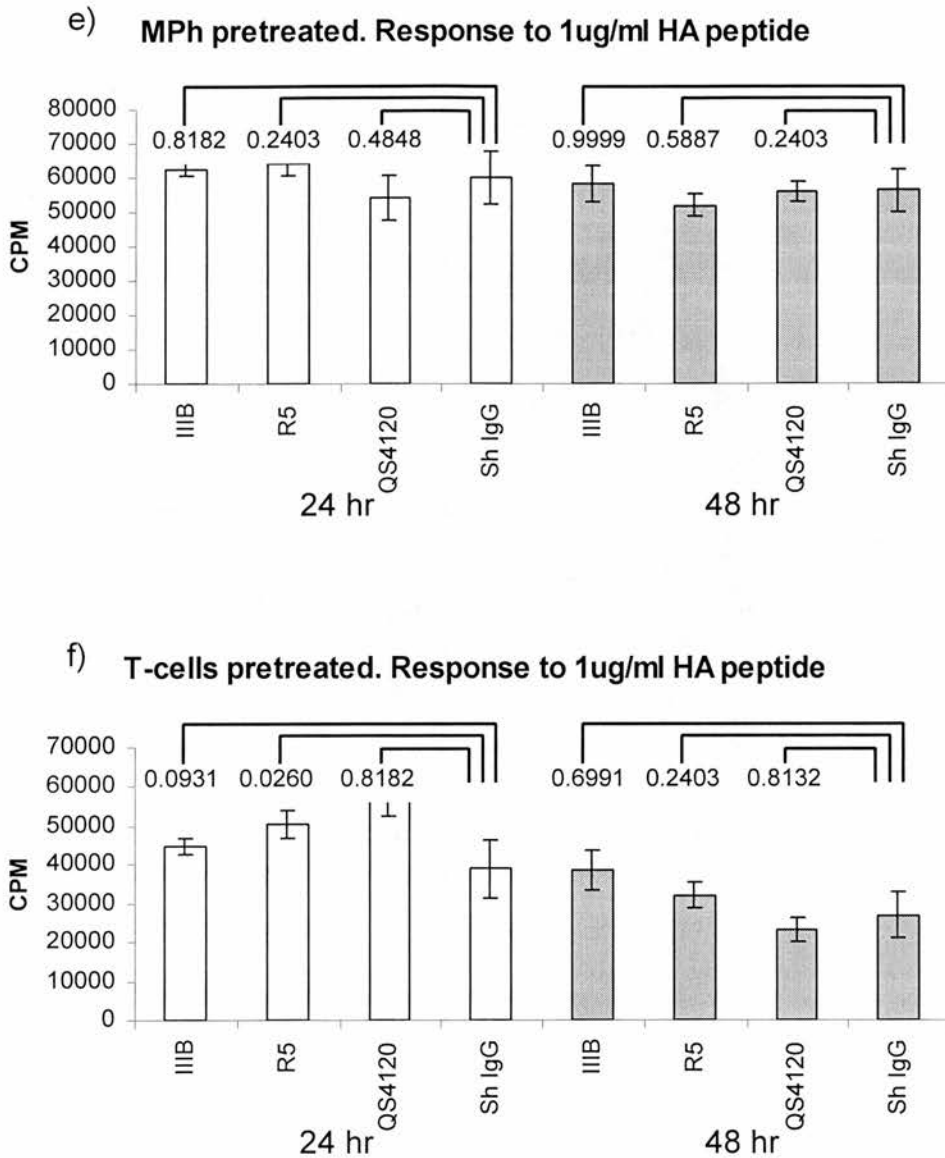 e) MPh pretreated. Response to 1ug/ml HA peptide
80000
70000
60000
50000
40000
30000
20000
10000
0
CPM
0.8182 0.2403 0.4848 0.9999 0.5887 0.2403
IIIB R5 QS4120 Sh IgG IIIB R5 QS4120 Sh IgG
24 hr 48 hr
f) T-cells pretreated. Response to 1ug/ml HA peptide
70000
60000
50000
40000
30000
20000
10000
0
CPM
0.0931 0.0260 0.8182 0.6991 0.2403 0.8132
IIIB R5 QS4120 Sh IgG IIIB R5 QS4120 Sh IgG
24 hr 48 hr